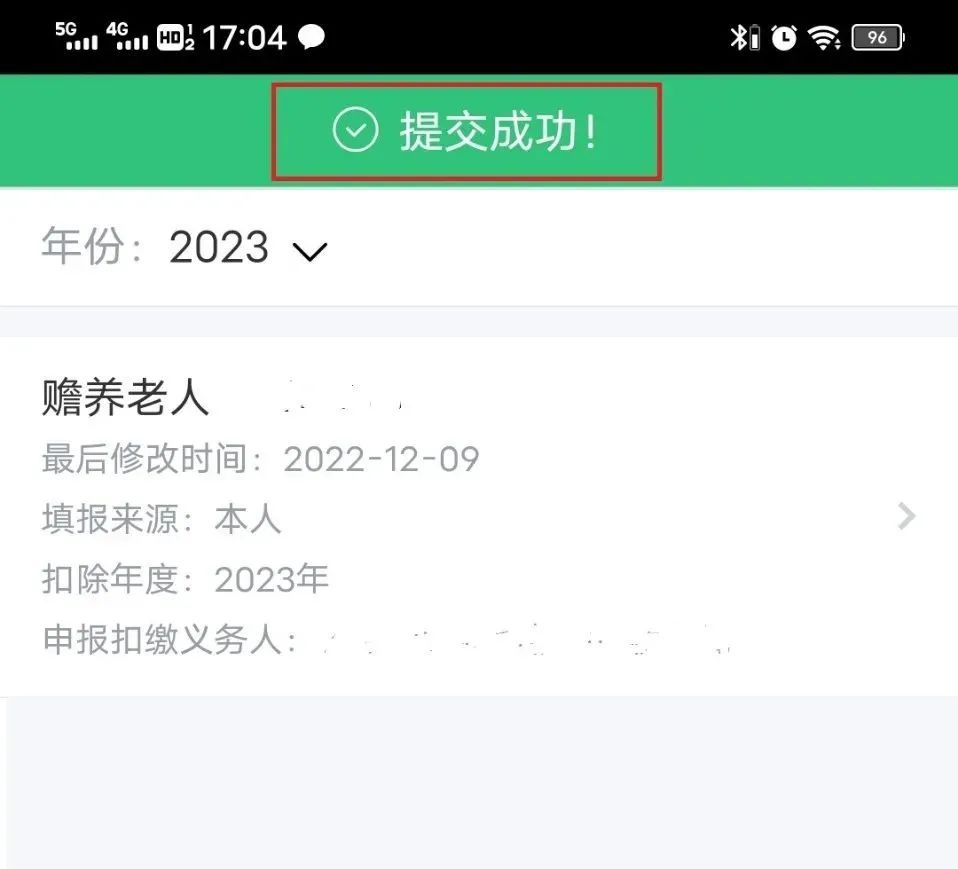 5G 4G HD 1 2 17:04 96
提交成功！
年份：2023
赡养老人
最后修改时间：2022-12-09
填报来源：本人
扣除年度：2023年
申报扣缴义务人：